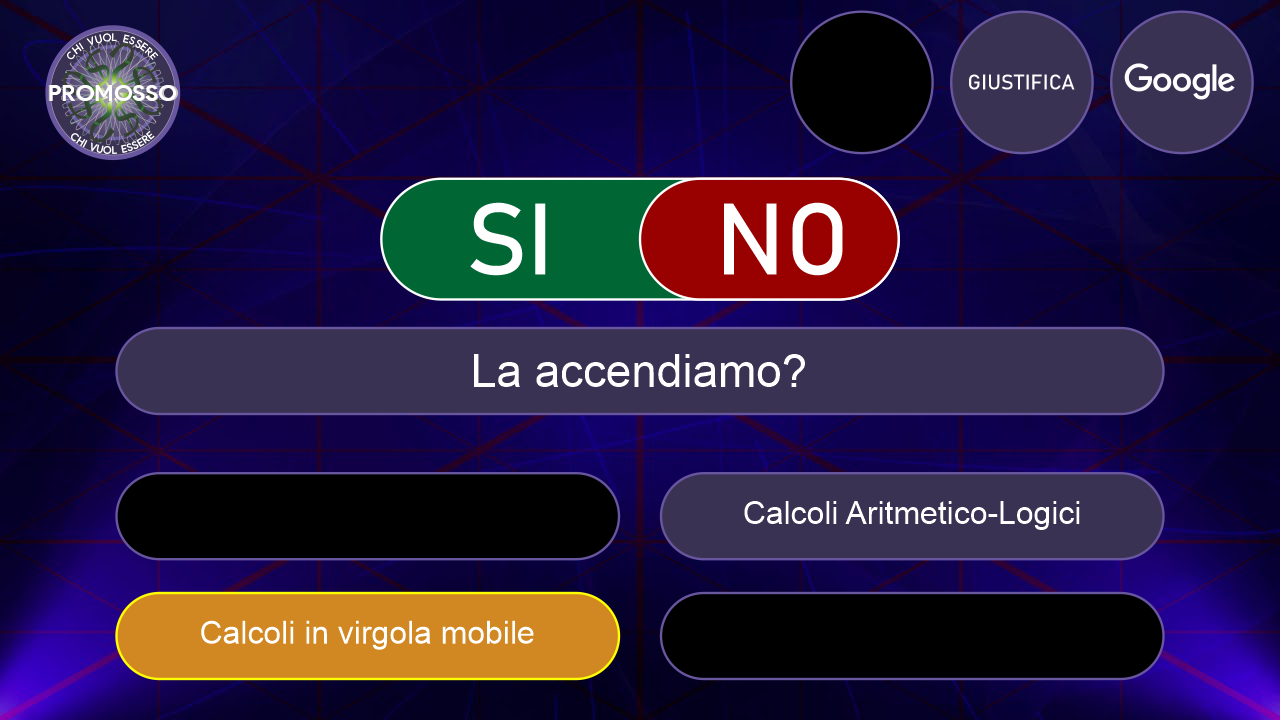 CHI VUOL ESSERE
PROMOSSO
CHI VUOL ESSERE
GIUSTIFICA
Google
SI
NO
La accendiamo?
Calcoli Aritmetico-Logici
Calcoli in virgola mobile